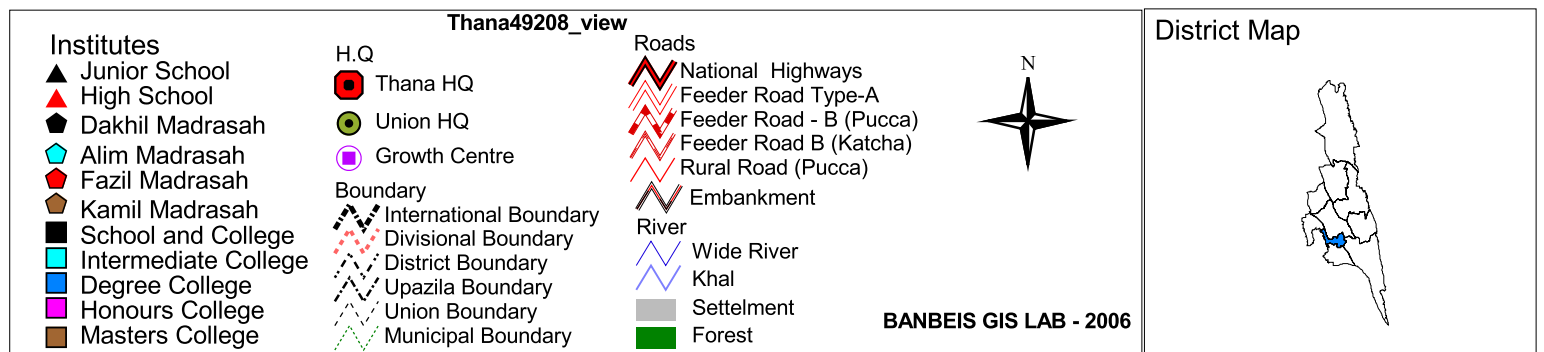 Thana49208_view
Institutes
Junior School
High School
Dakhil Madrasah
Alim Madrasah
Fazil Madrasah
Kamil Madrasah
School and College
Intermediate College
Degree College
Honours College
Masters College
H.Q
Thana HQ
Union HQ
Growth Centre
Boundary
International Boundary
Divisional Boundary
District Boundary
Upazila Boundary
Union Boundary
Municipal Boundary
Roads
National Highways
Feeder Road Type-A
Feeder Road - B (Pucca)
Feeder Road B (Katcha)
Rural Road (Pucca)
Embankment
River
Wide River
Khal
Settelment
Forest
N
BANBEIS GIS LAB - 2006
District Map